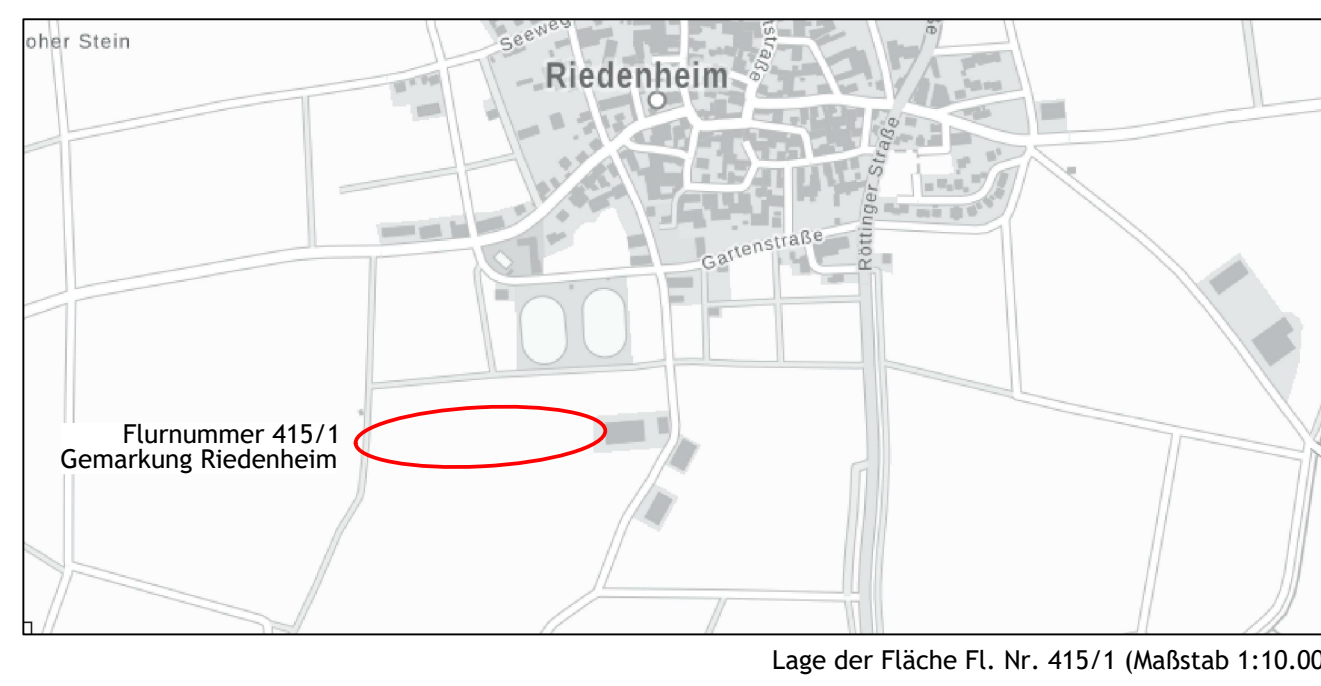 oher Stein
Seeweg
straße
Riedenheim
Röttinger Straße
Gartenstraße
Flurnummer 415/1
Gemarkung Riedenheim
Lage der Fläche Fl. Nr. 415/1 (Maßstab 1:10.00